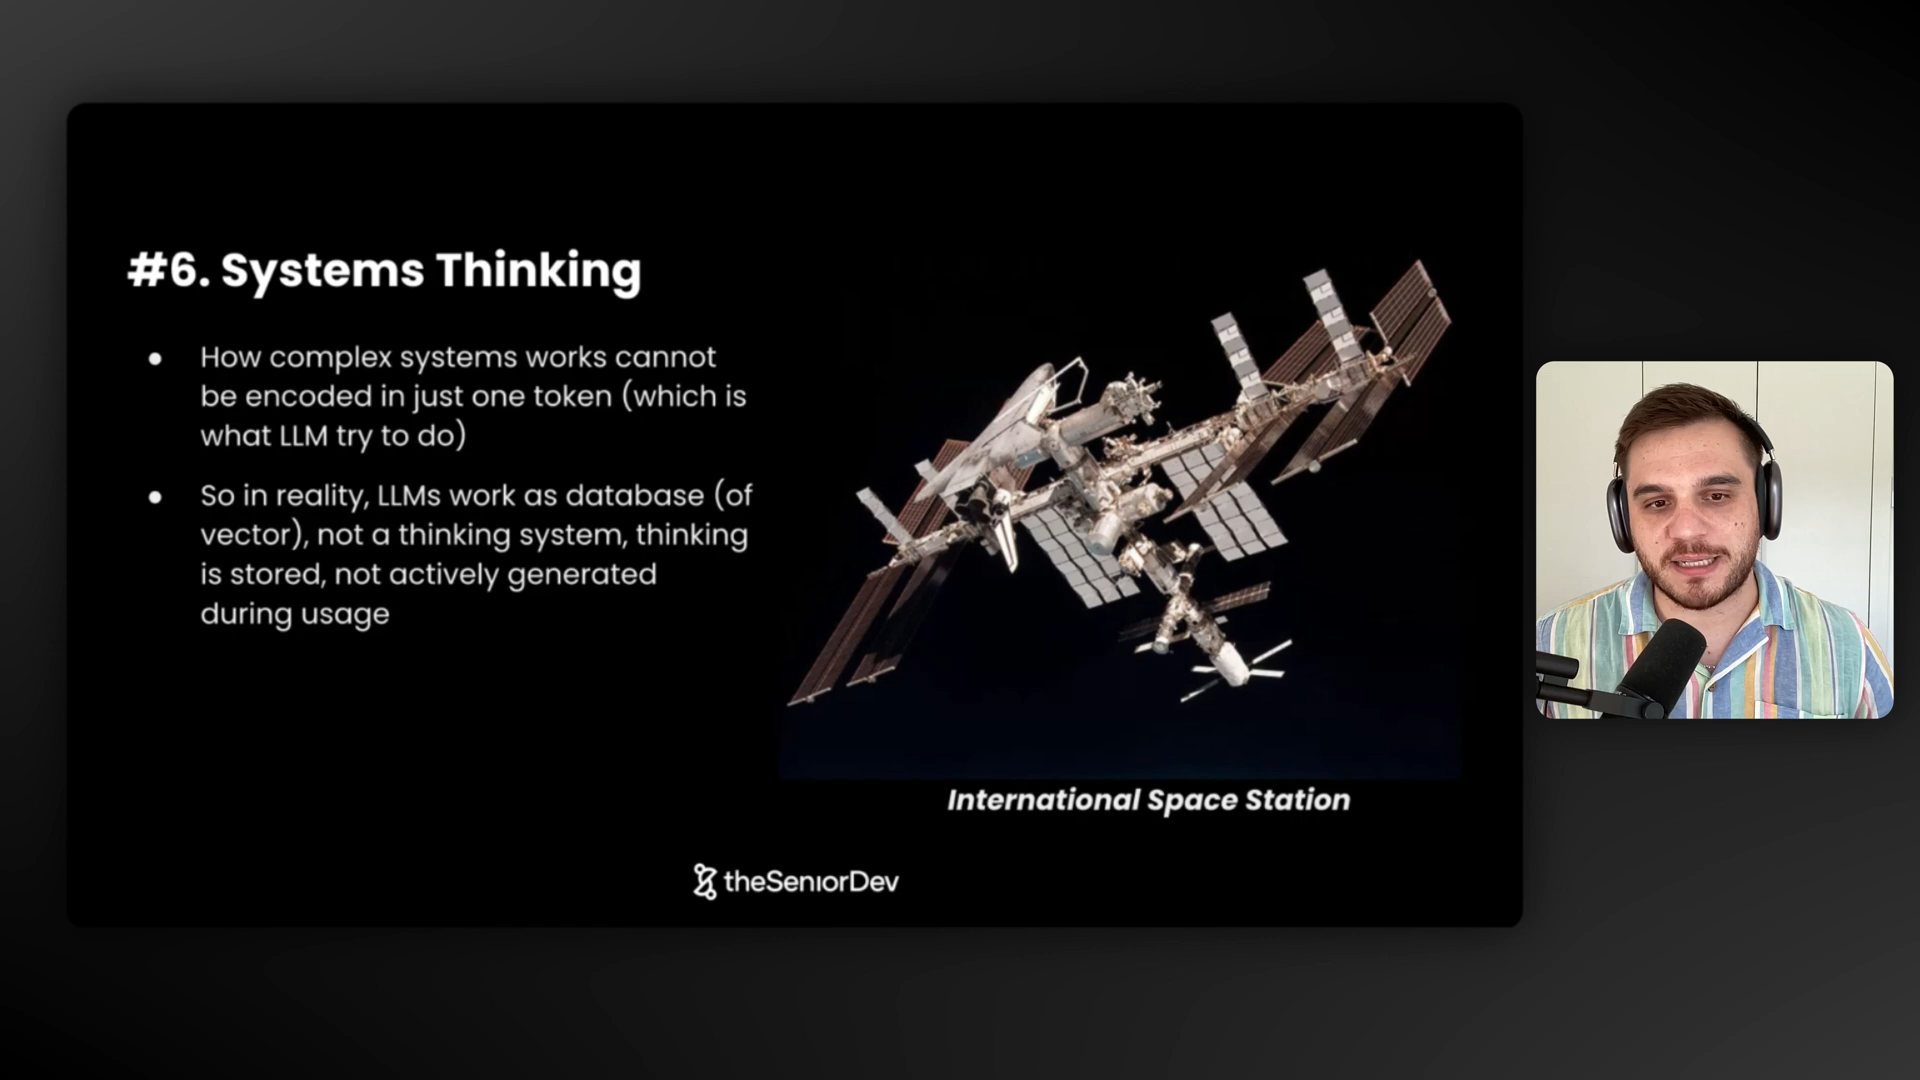 #6. Systems Thinking
● How complex systems works cannot
be encoded in just one token (which is
what LLM try to do)
● So in reality, LLMs work as database (of
vector), not a thinking system, thinking
is stored, not actively generated
during usage
International Space Station
theSeniorDev